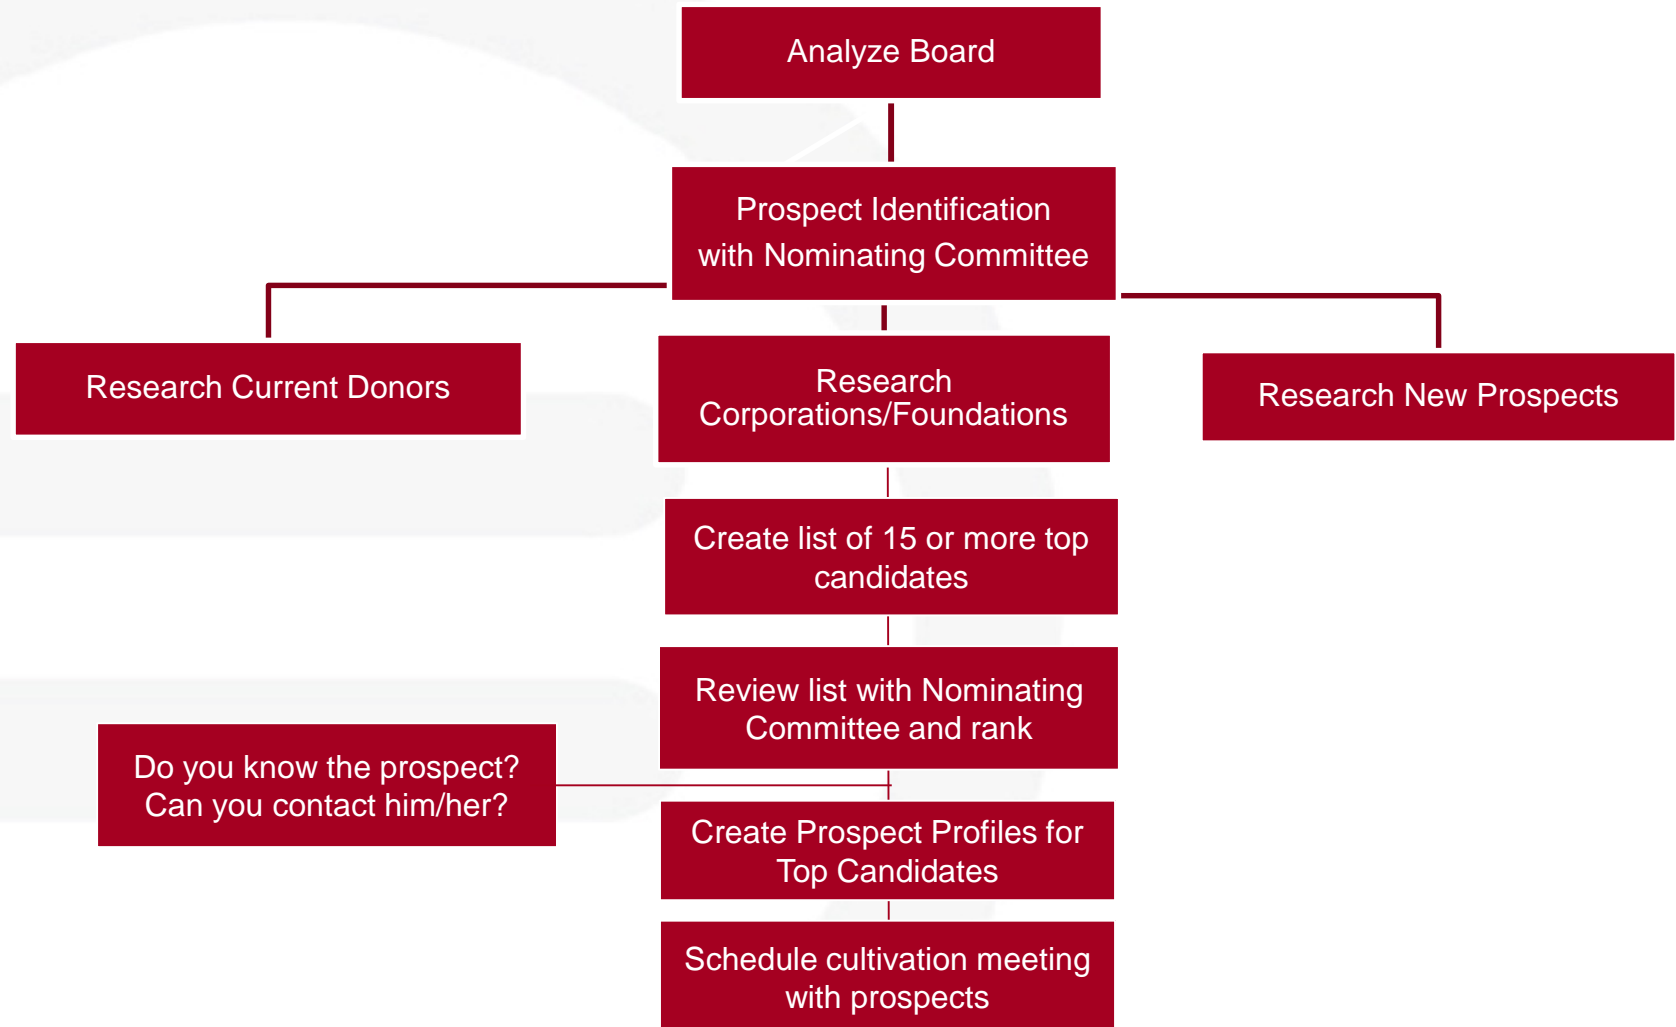 Analyze Board
Prospect Identification
with Nominating Committee
Research Current Donors
Research
Corporations/Foundations
Research New Prospects
Create list of 15 or more top
candidates
Review list with Nominating
Committee and rank
Do you know the prospect?
Can you contact him/her?
Create Prospect Profiles for
Top Candidates
Schedule cultivation meeting
with prospects